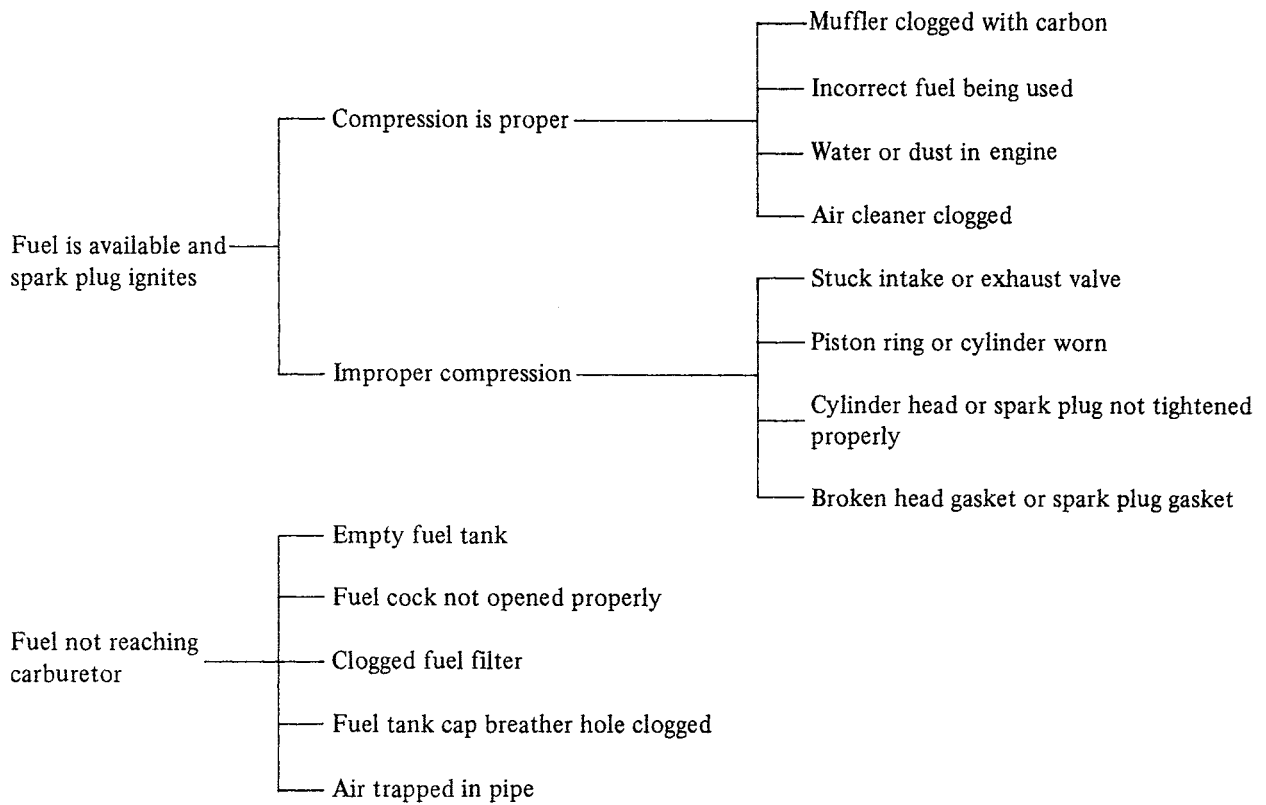 Muffler clogged with carbon
Incorrect fuel being used
Compression is proper
Water or dust in engine
Air cleaner clogged
Fuel is available and
spark plug ignites
Stuck intake or exhaust valve
Piston ring or cylinder worn
Improper compression
Cylinder head or spark plug not tightened
properly
Broken head gasket or spark plug gasket
Empty fuel tank
Fuel cock not opened properly
Fuel not reaching
carburetor
Clogged fuel filter
Fuel tank cap breather hole clogged
Air trapped in pipe